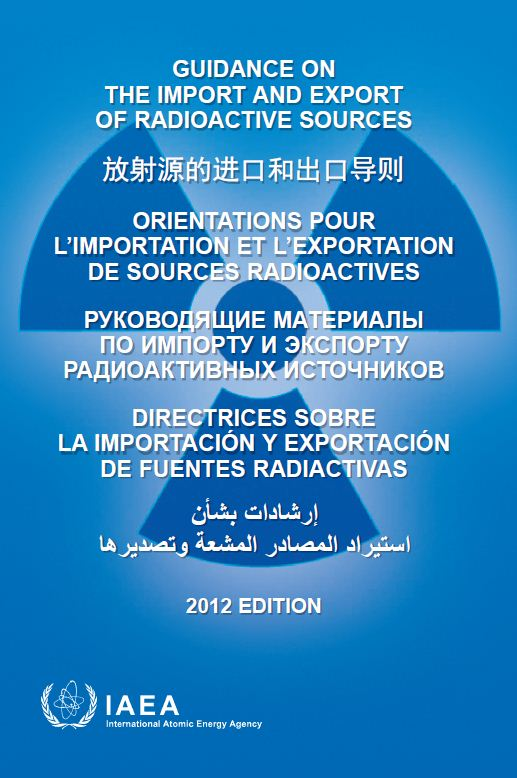 GUIDANCE ON
THE IMPORT AND EXPORT
OF RADIOACTIVE SOURCES
放射源的进口和出口导则
ORIENTATIONS POUR
L’IMPORTATION ET L’EXPORTATION
DE SOURCES RADIOACTIVES
РУКОВОДЯЩИЕ МАТЕРИАЛЫ
ПО ИМПОРТУ И ЭКСПОРТУ
РАДИОАКТИВНЫХ ИСТОЧНИКОВ
DIRECTRICES SOBRE
LA IMPORTACIÓN Y EXPORTACIÓN
DE FUENTES RADIACTIVAS
إرشادات بشأن
استيراد المصادر المشعة وتصديرها
2012 EDITION
IAEA
International Atomic Energy Agency